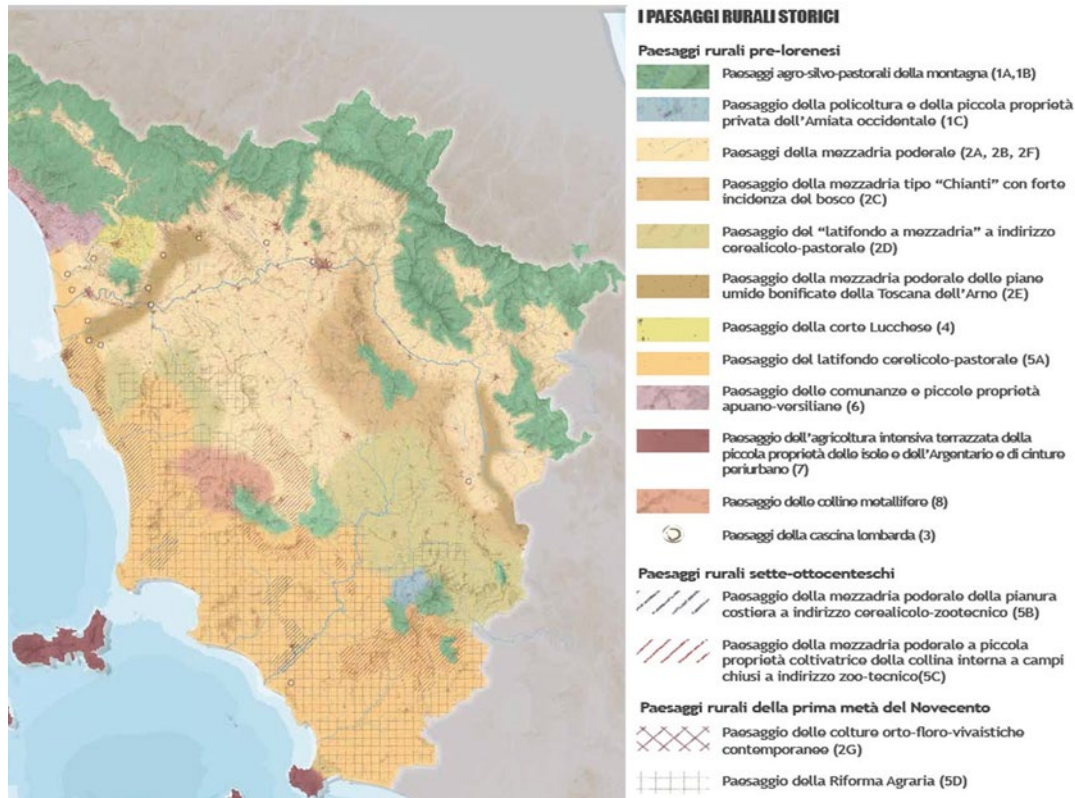 I PAESAGGI RURALI STORICI
Paesaggi rurali pre-lorenesi
Paesaggi agro-silvo-pastorali della montagna (1A,1B)
Paesaggio della policoltura e della piccola proprietà
privata dell'Amiata occidentale (1C)
Paesaggi della mezzadria poderale (2A, 2B, 2F)
Paesaggio della mezzadria tipo "Chianti" con forte
incidenza del bosco (2C)
Paesaggio del "latifondo a mezzadria" a indirizzo
cerealicolo-pastorale (2D)
Paesaggio della mezzadria poderale delle piane
umide bonificate della Toscana dell'Arno (2E)
Paesaggio della corte Lucchese (4)
Paesaggio del latifondo cerelicolo-pastorale (5A)
Paesaggio delle comunanze e piccole proprietà
apuano-versiliane (6)
Paesaggio dell'agricoltura intensiva terrazzata della
piccola proprietà delle isole e dell'Argentario e di cinture
periurbano (7)
Paesaggio delle colline metallifere (8)
Paesaggi della cascina lombarda (3)
Paesaggi rurali sette-ottocenteschi
Paesaggio della mezzadria poderale della pianura
costiera a indirizzo cerealicolo-zootecnico (5B)
Paesaggio della mezzadria poderale a piccola
proprietà coltivatrice della collina interna a campi
chiusi a indirizzo zoo-tecnico(5C)
Paesaggi rurali della prima metà del Novecento
Paesaggio delle colture orto-floro-vivaistiche
contemporanee (2G)
Paesaggio della Riforma Agraria (5D)